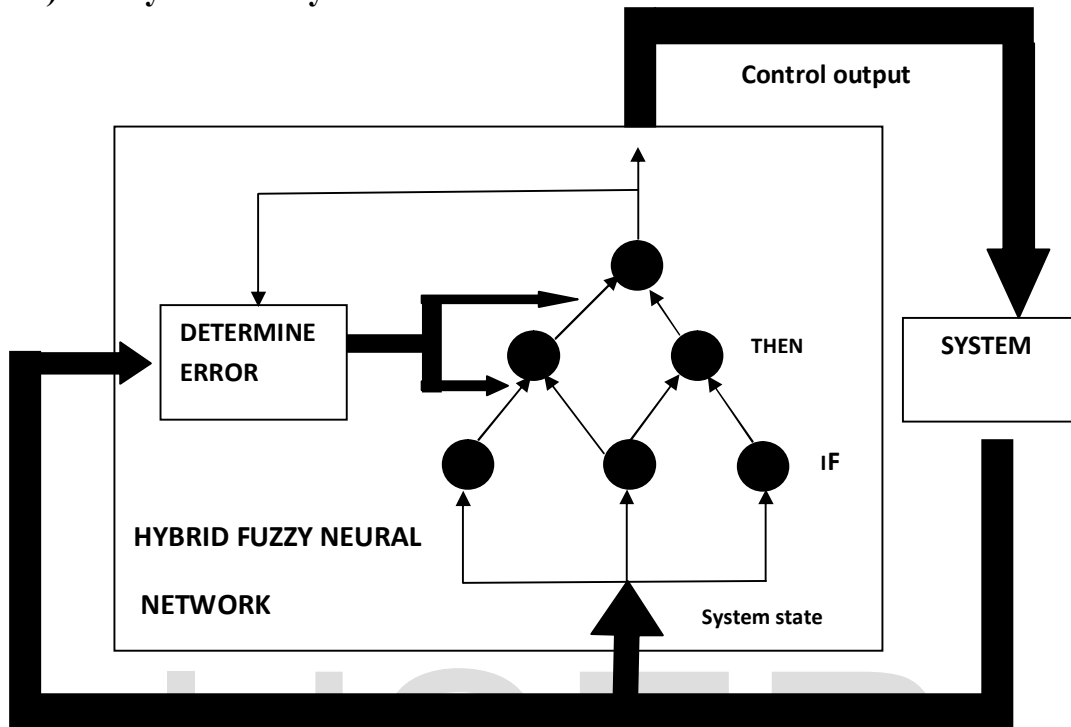 Control output
DETERMINE
ERROR
THEN
SYSTEM
IF
HYBRID FUZZY NEURAL
NETWORK
System state